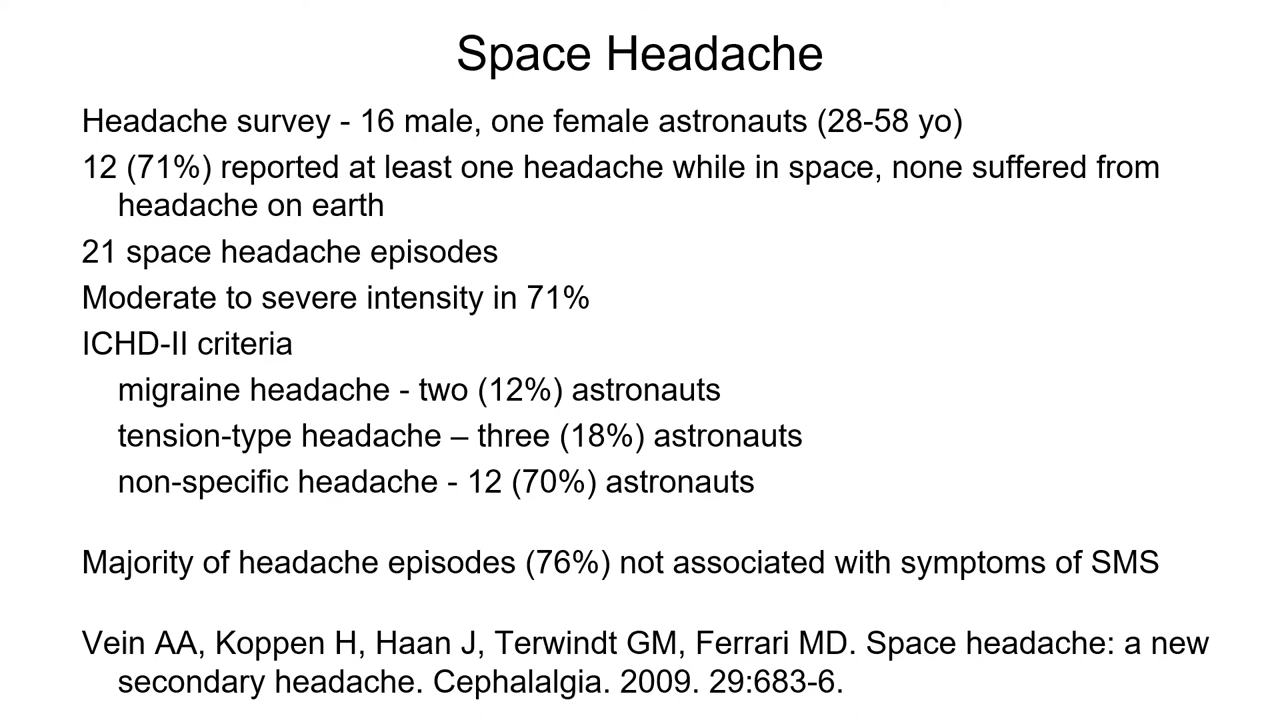 Space Headache
Headache survey - 16 male, one female astronauts (28-58 yo)
12 (71%) reported at least one headache while in space, none suffered from
headache on earth
21 space headache episodes
Moderate to severe intensity in 71%
ICHD-II criteria
migraine headache - two (12%) astronauts
tension-type headache – three (18%) astronauts
non-specific headache - 12 (70%) astronauts
Majority of headache episodes (76%) not associated with symptoms of SMS
Vein AA, Koppen H, Haan J, Terwindt GM, Ferrari MD. Space headache: a new
secondary headache. Cephalalgia. 2009. 29:683-6.